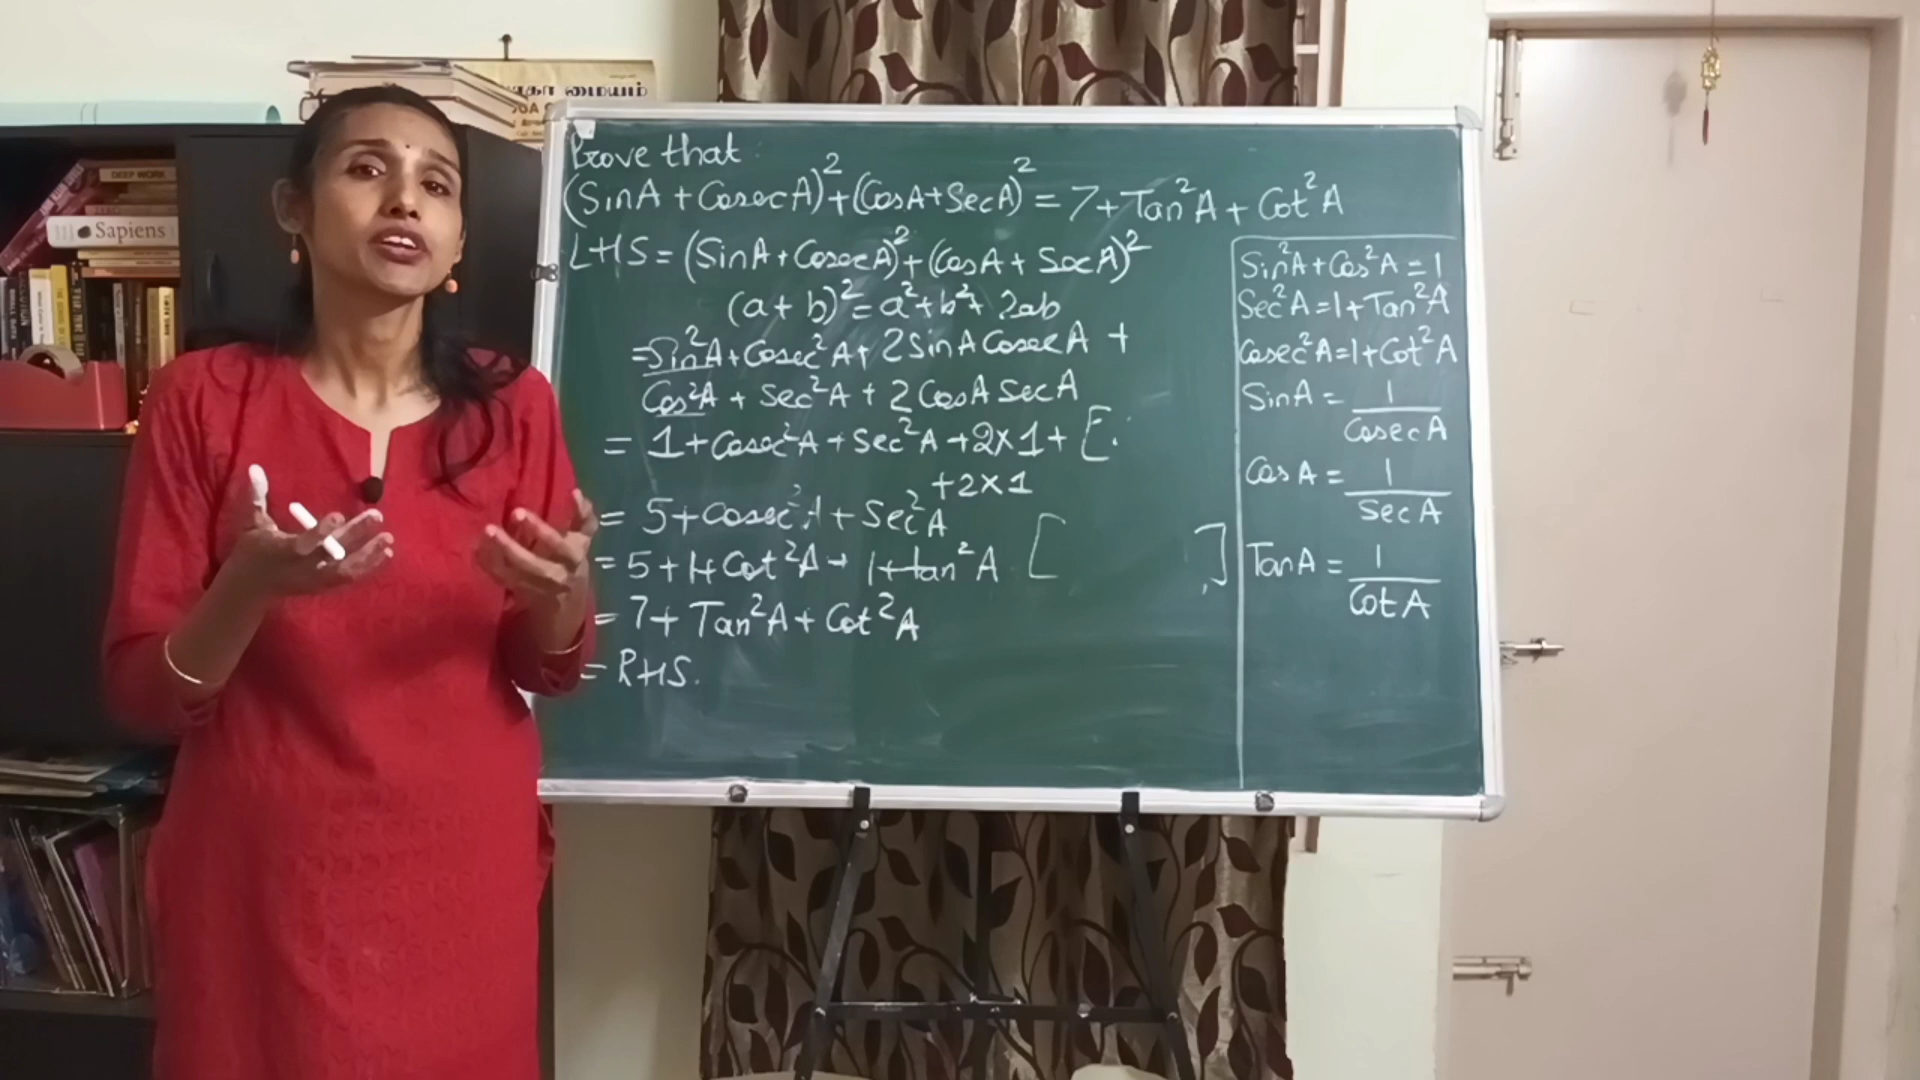 மையம்
DEEP WORK
Sapiens
Prove that :
(SinA + CosecA)² + (CosA + SecA)² = 7 + Tan²A + Cot²A
LHS = (SinA + CosecA)² + (CosA + SecA)²
(a + b)² = a² + b² + 2ab
= Sin²A + Cosec²A + 2 SinA CosecA +
Cos²A + Sec²A + 2 CosA SecA
= 1 + Cosec²A + Sec²A + 2×1 + [∵
+ 2×1
= 5 + Cosec²A + Sec²A
= 5 + 1 + Cot²A + 1 + tan²A [ ]
= 7 + Tan²A + Cot²A
= RHS.
Sin²A + Cos²A = 1
Sec²A = 1 + Tan²A
Cosec²A = 1 + Cot²A
SinA = 1 / CosecA
CosA = 1 / SecA
TanA = 1 / CotA